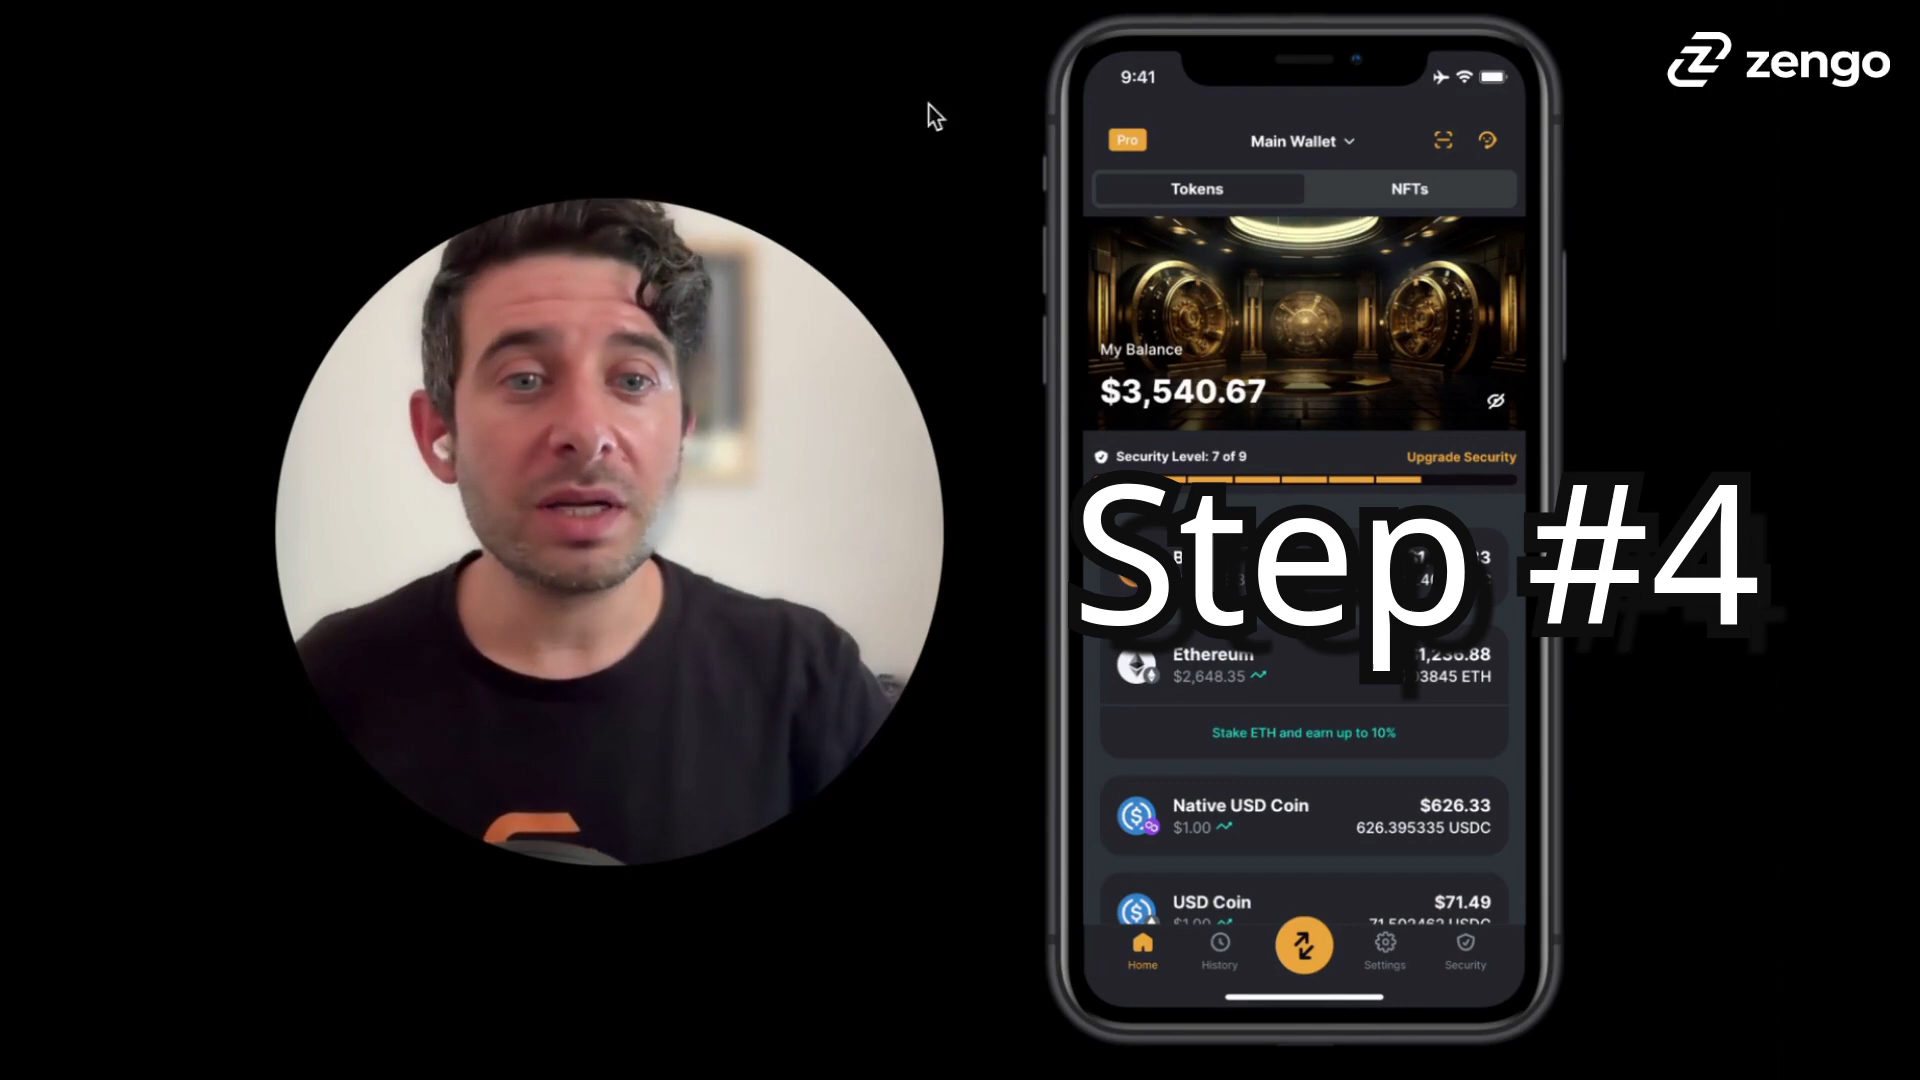 zengo
9:41
Pro
Main Wallet
Tokens
NFTs
My Balance
$3,540.67
Security Level: 7 of 9
Upgrade Security
Step #4
Ethereum
$2,648.35
Stake ETH and earn up to 10%
Native USD Coin
$626.33
$1.00
626.395335 USDC
USD Coin
$71.49
Home
History
Settings
Security